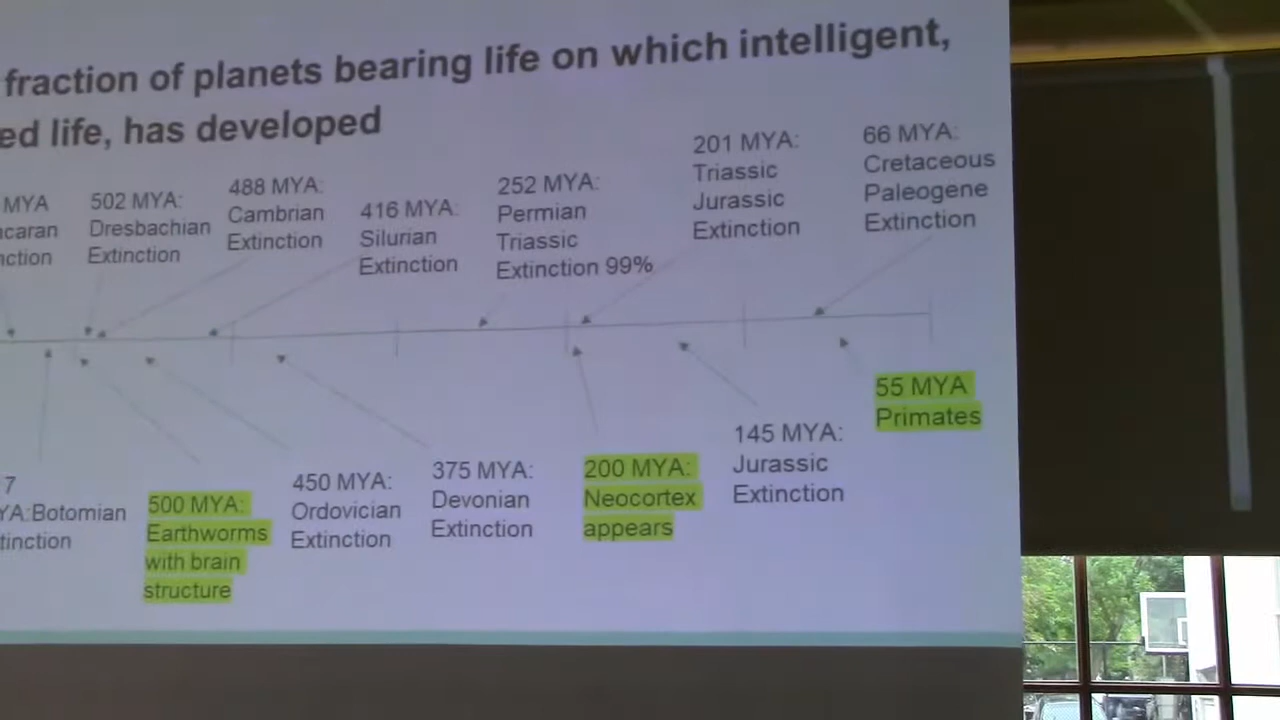 fraction of planets bearing life on which intelligent,
ed life, has developed
MYA
caran
nction
502 MYA:
Dresbachian
Extinction
488 MYA:
Cambrian
Extinction
416 MYA:
Silurian
Extinction
252 MYA:
Permian
Triassic
Extinction 99%
201 MYA:
Triassic
Jurassic
Extinction
66 MYA:
Cretaceous
Paleogene
Extinction
7
YA:Botomian
tinction
500 MYA:
Earthworms
with brain
structure
450 MYA:
Ordovician
Extinction
375 MYA:
Devonian
Extinction
200 MYA:
Neocortex
appears
145 MYA:
Jurassic
Extinction
55 MYA
Primates